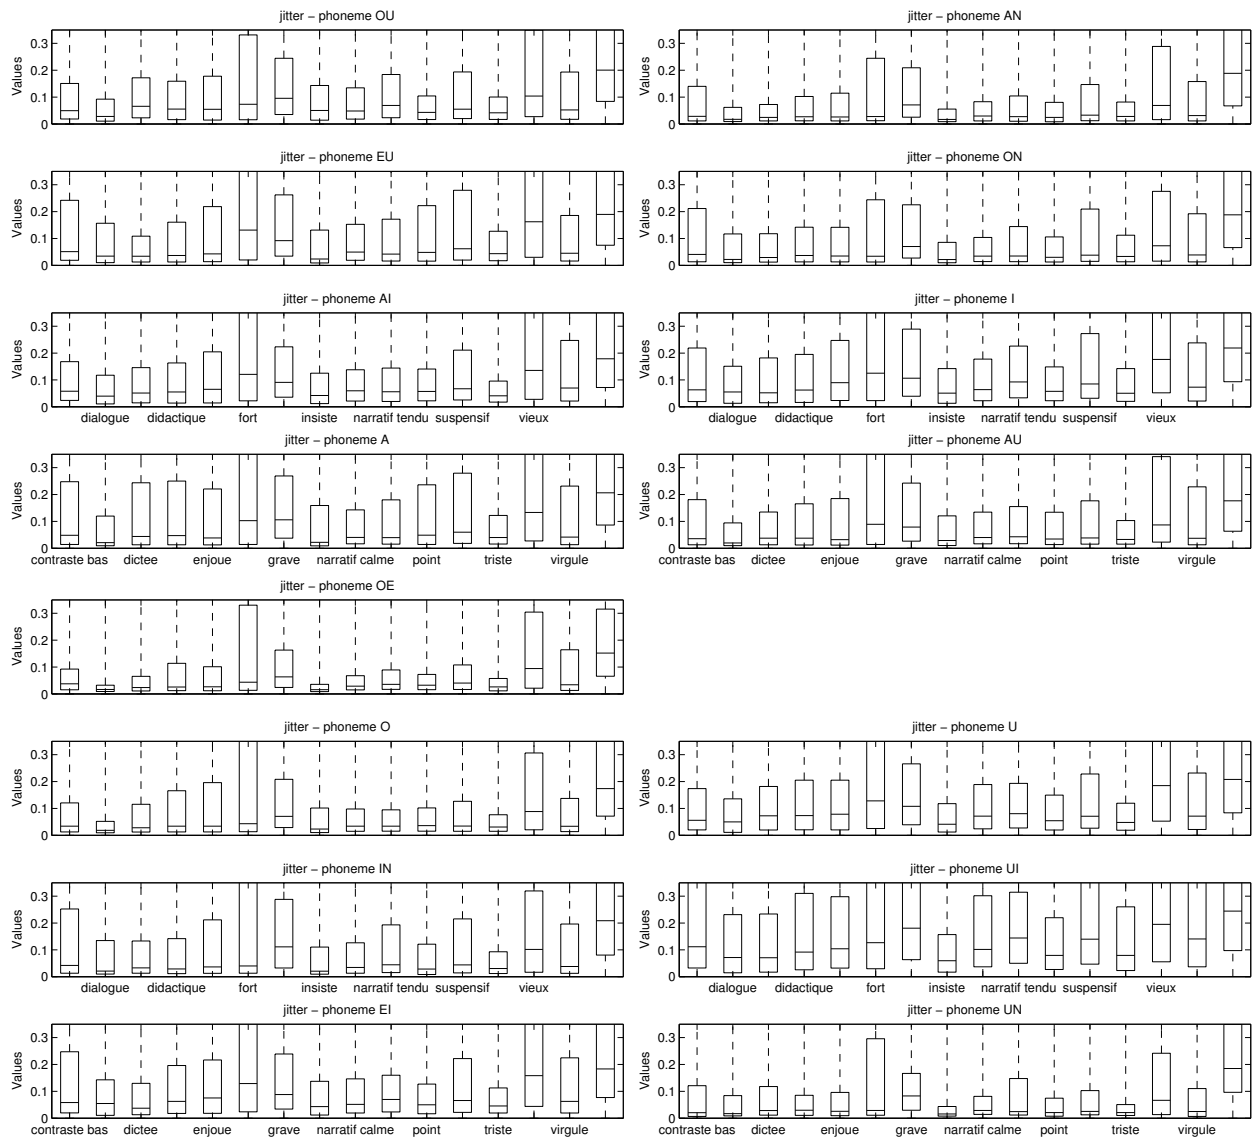 jitter – phoneme OU
Values
0.3
0.2
0.1
0
jitter – phoneme AN
0.3
0.2
0.1
0
jitter – phoneme EU
Values
0.3
0.2
0.1
0
jitter – phoneme ON
0.3
0.2
0.1
0
jitter – phoneme AI
Values
0.3
0.2
0.1
0
dialogue didactique fort insiste narratif tendu suspensif vieux
jitter – phoneme I
0.3
0.2
0.1
0
dialogue didactique fort insiste narratif tendu suspensif vieux
jitter – phoneme A
Values
0.3
0.2
0.1
0
contraste bas dictee enjoue grave narratif calme point triste virgule
jitter – phoneme AU
0.3
0.2
0.1
0
contraste bas dictee enjoue grave narratif calme point triste virgule
jitter – phoneme OE
Values
0.3
0.2
0.1
0
jitter – phoneme O
Values
0.3
0.2
0.1
0
jitter – phoneme U
Values
0.3
0.2
0.1
0
jitter – phoneme IN
Values
0.3
0.2
0.1
0
dialogue didactique fort insiste narratif tendu suspensif vieux
jitter – phoneme UI
Values
0.3
0.2
0.1
0
dialogue didactique fort insiste narratif tendu suspensif vieux
jitter – phoneme EI
Values
0.3
0.2
0.1
0
contraste bas dictee enjoue grave narratif calme point triste virgule
jitter – phoneme UN
Values
0.3
0.2
0.1
0
contraste bas dictee enjoue grave narratif calme point triste virgule